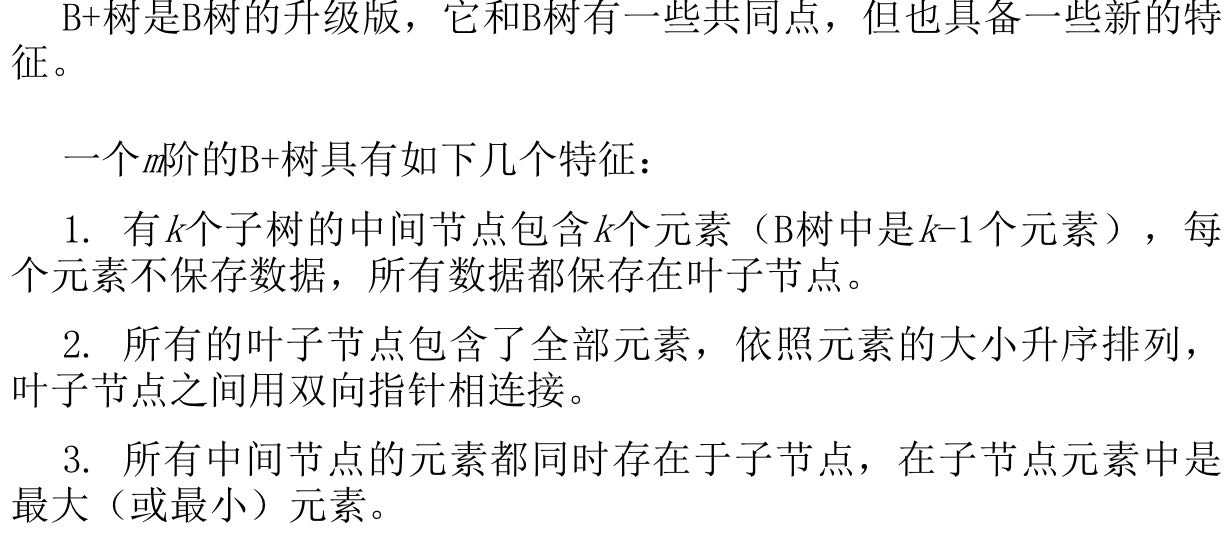 B+树是B树的升级版，它和B树有一些共同点，但也具备一些新的特
征。
一个m阶的B+树具有如下几个特征：
1. 有k个子树的中间节点包含k个元素（B树中是k-1个元素），每
个元素不保存数据，所有数据都保存在叶子节点。
2. 所有的叶子节点包含了全部元素，依照元素的大小升序排列，
叶子节点之间用双向指针相连接。
3. 所有中间节点的元素都同时存在于子节点，在子节点元素中是
最大（或最小）元素。